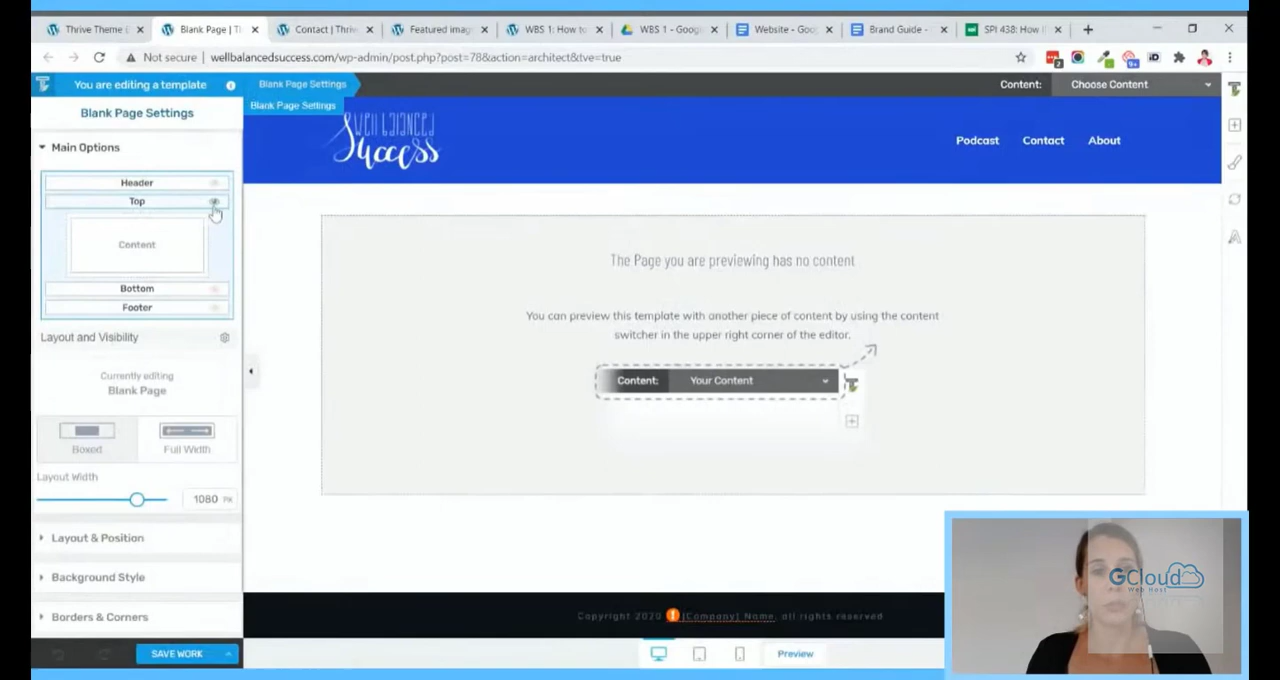 Thrive Theme
Blank Page | T
Contact | Thrive
Featured imag
WBS 1: How to
WBS 1 - Google
Website - Goo
Brand Guide -
SPI 438: How
Not secure | wellbalancedsuccess.com/wp-admin/post.php?post=78&action=architect&tve=true
You are editing a template
Blank Page Settings
Content:
Choose Content
Blank Page Settings
Blank Page Settings
Well Balanced
Success
Podcast
Contact
About
Main Options
Header
Top
Content
Bottom
Footer
The Page you are previewing has no content
You can preview this template with another piece of content by using the content
switcher in the upper right corner of the editor.
Content:
Your Content
Layout and Visibility
Currently editing
Blank Page
Boxed
Full Width
Layout Width
1080 PX
Layout & Position
Background Style
Borders & Corners
Copyright 2020 [Company] Name, all rights reserved
SAVE WORK
Preview
GCloud
Web Host